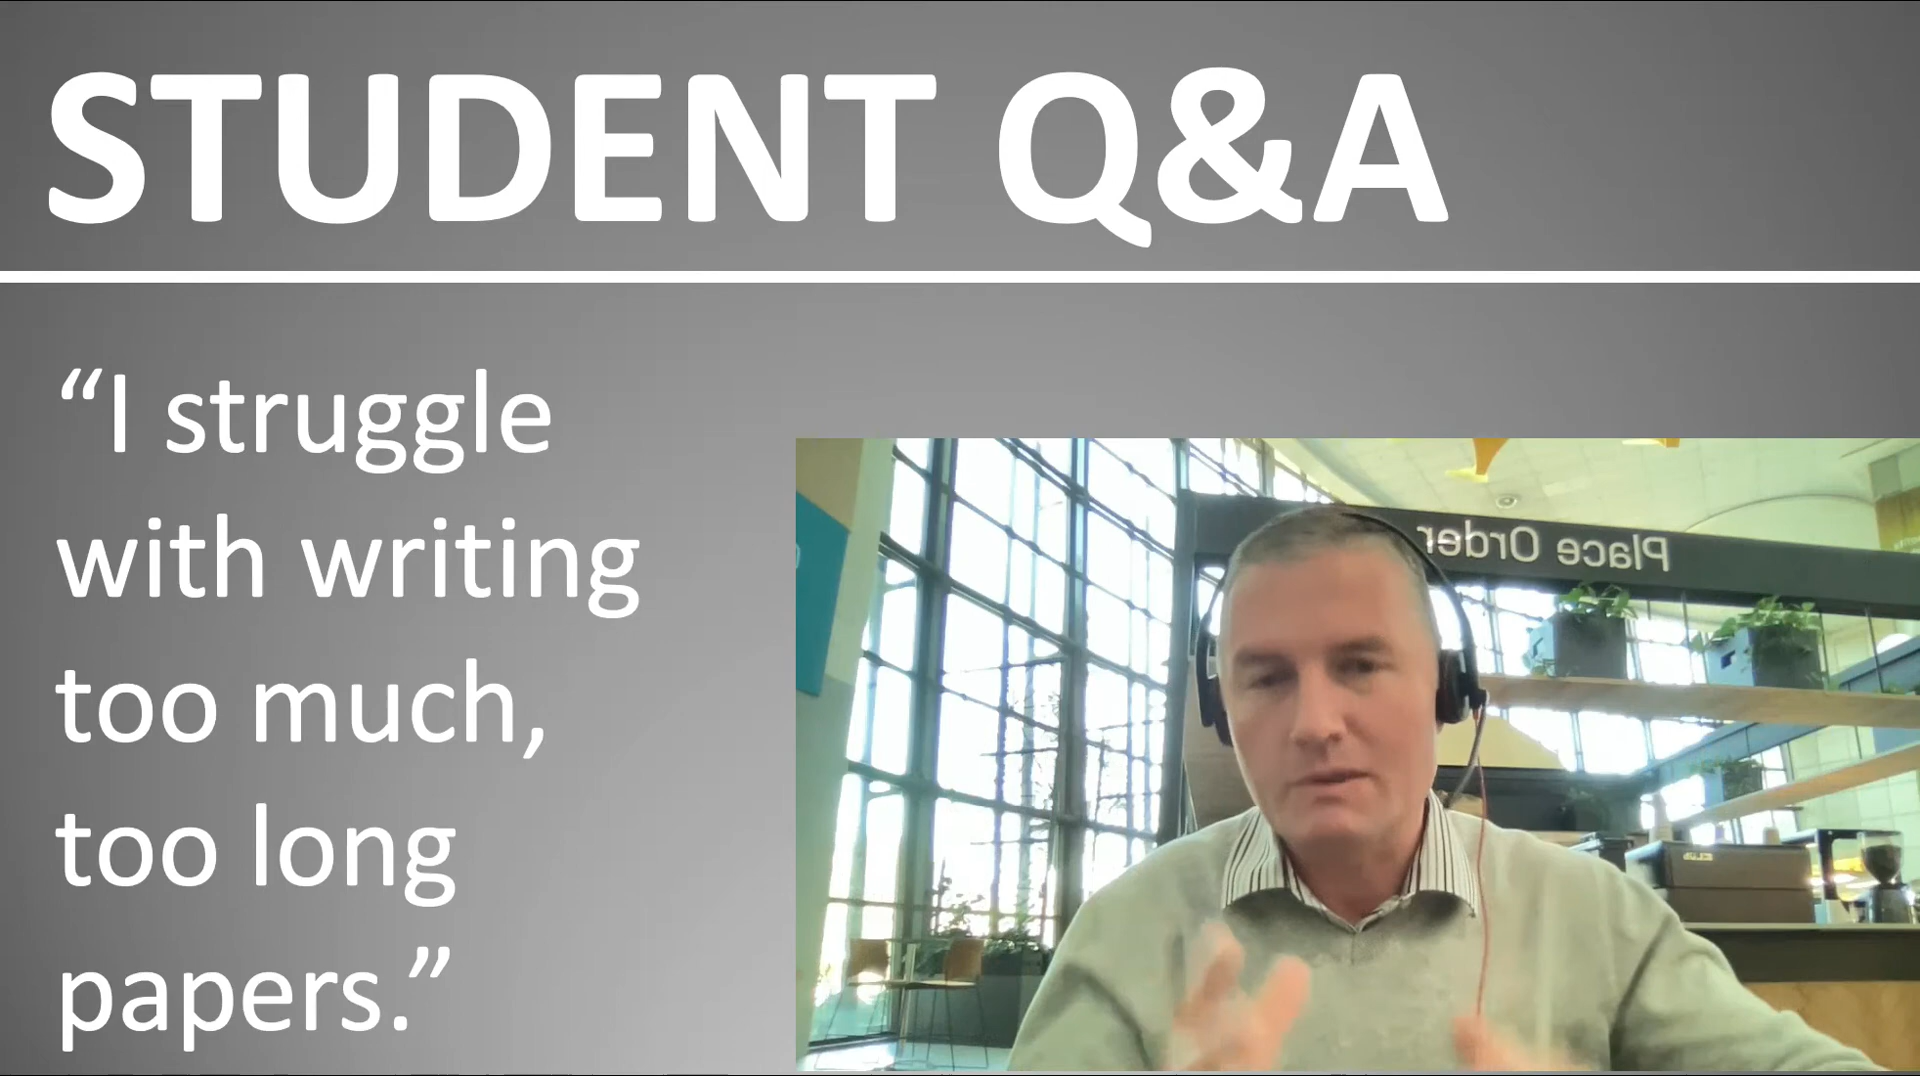 STUDENT Q&A
“I struggle
with writing
too much,
too long
papers.”
Place Order